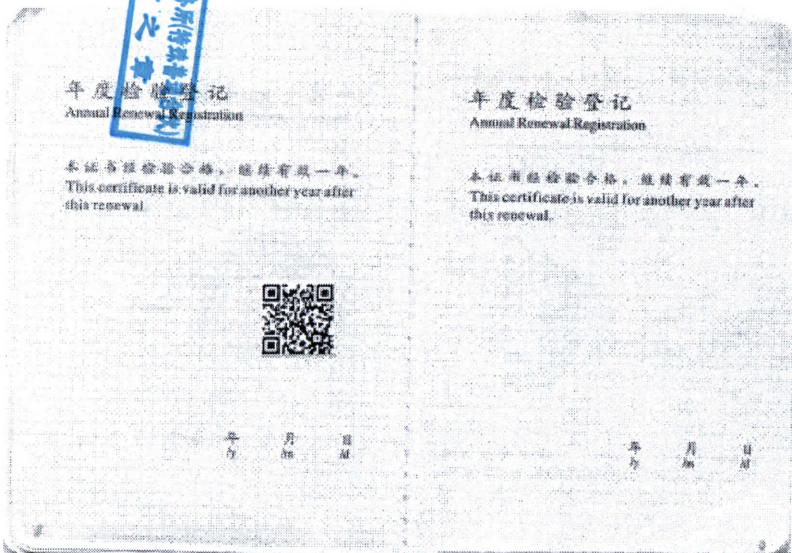 年度检验登记
Annual Renewal Registration
本证书经检验合格，继续有效一年。
This certificate is valid for another year after
this renewal.
年 月 日
/y /m /d
年度检验登记
Annual Renewal Registration
本证书经检验合格，继续有效一年。
This certificate is valid for another year after
this renewal.
年 月 日
/y /m /d